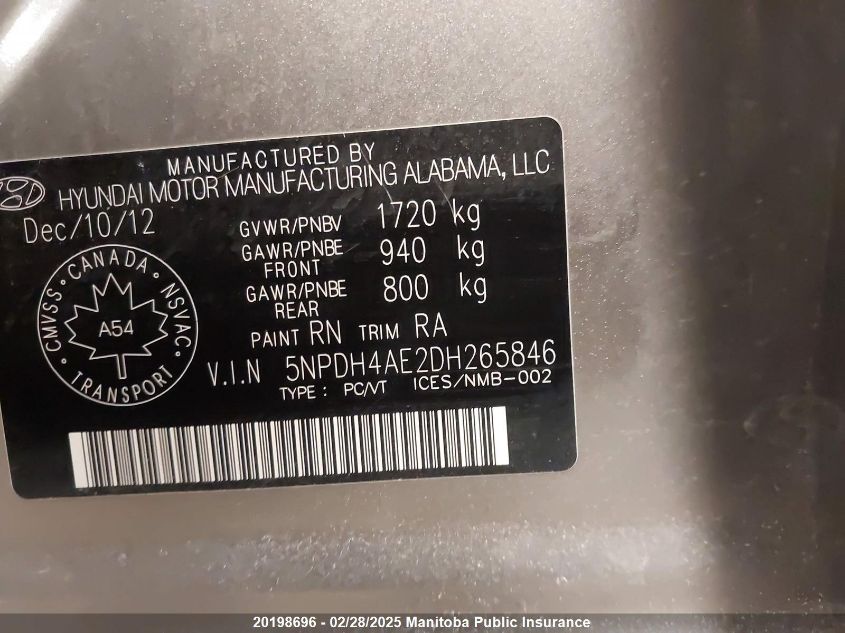 MANUFACTURED BY
HYUNDAI MOTOR MANUFACTURING ALABAMA, LLC
Dec/10/12
GVWR/PNBV 1720 kg
GAWR/PNBE FRONT 940 kg
GAWR/PNBE REAR 800 kg
PAINT RN TRIM RA
CMVSS · CANADA · NSVAC · TRANSPORT ·
A54
V.I.N 5NPDH4AE2DH265846
TYPE : PC/VT ICES/NMB-002
20198696 - 02/28/2025 Manitoba Public Insurance